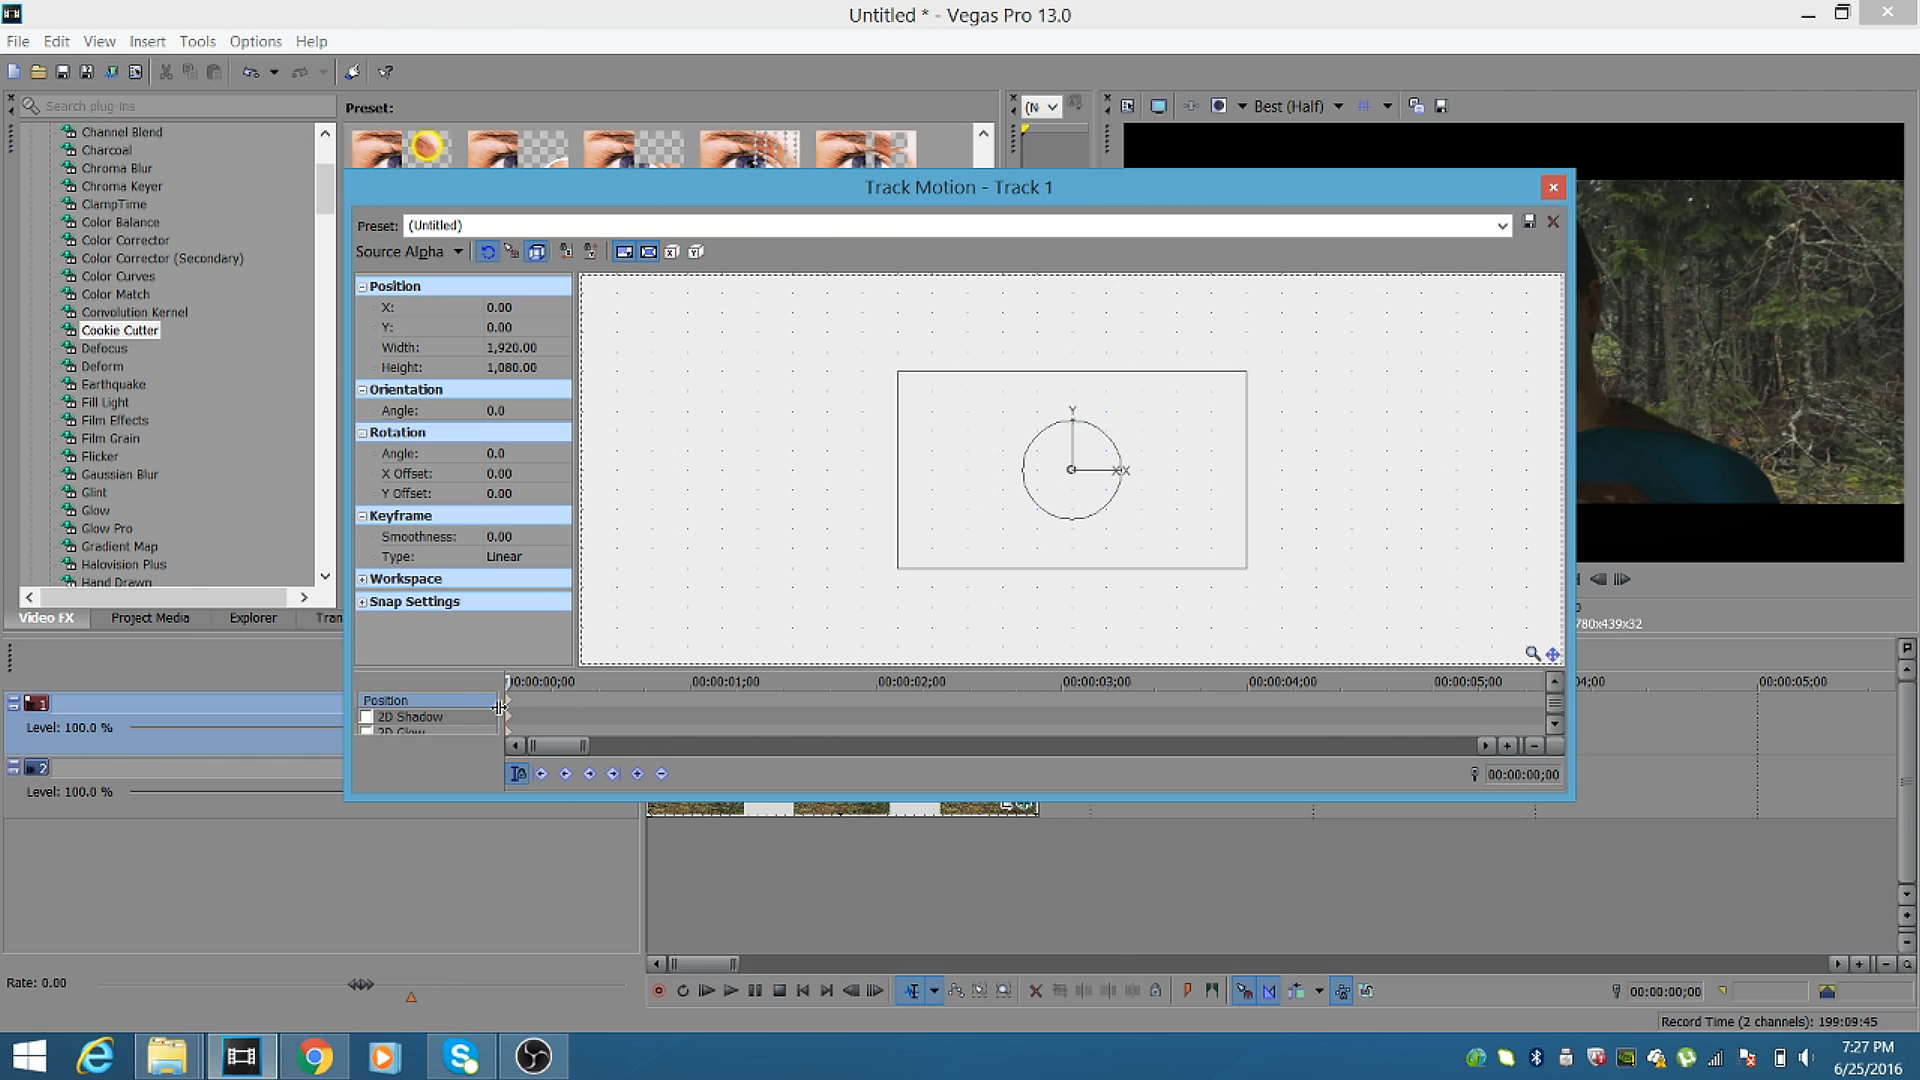 Untitled * - Vegas Pro 13.0
File Edit View Insert Tools Options Help
Search plug-ins
Preset:
(N
Best (Half)
Channel Blend
Charcoal
Chroma Blur
Chroma Keyer
ClampTime
Color Balance
Color Corrector
Color Corrector (Secondary)
Color Curves
Color Match
Convolution Kernel
Cookie Cutter
Defocus
Deform
Earthquake
Fill Light
Film Effects
Film Grain
Flicker
Gaussian Blur
Glint
Glow
Glow Pro
Gradient Map
Halovision Plus
Hand Drawn
Video FX Project Media Explorer Tran
Track Motion - Track 1
Preset: (Untitled)
Source Alpha
Position
X: 0.00
Y: 0.00
Width: 1,920.00
Height: 1,080.00
Orientation
Angle: 0.0
Rotation
Angle: 0.0
X Offset: 0.00
Y Offset: 0.00
Keyframe
Smoothness: 0.00
Type: Linear
Workspace
Snap Settings
Y
X
00:00:00;00 00:00:01;00 00:00:02;00 00:00:03;00 00:00:04;00 00:00:05;00
Position
2D Shadow
2D Glow
00:00:00;00
0
780x439x32
04;00 00:00:05;00
1
Level: 100.0 %
2
Level: 100.0 %
Rate: 0.00
00:00:00;00
Record Time (2 channels): 199:09:45
7:27 PM
6/25/2016